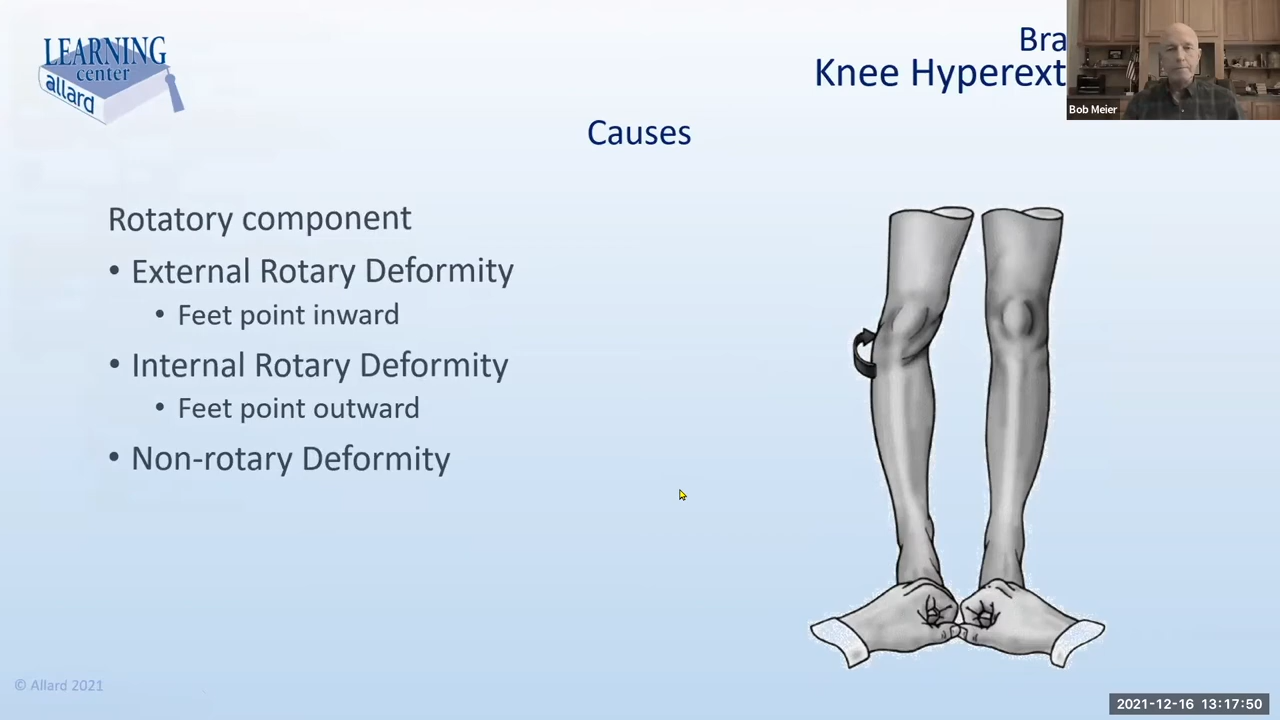 LEARNING
center
allard
Bra
Knee Hyperext
Bob Meier
Causes
Rotatory component
• External Rotary Deformity
• Feet point inward
• Internal Rotary Deformity
• Feet point outward
• Non-rotary Deformity
© Allard 2021
2021-12-16 13:17:50